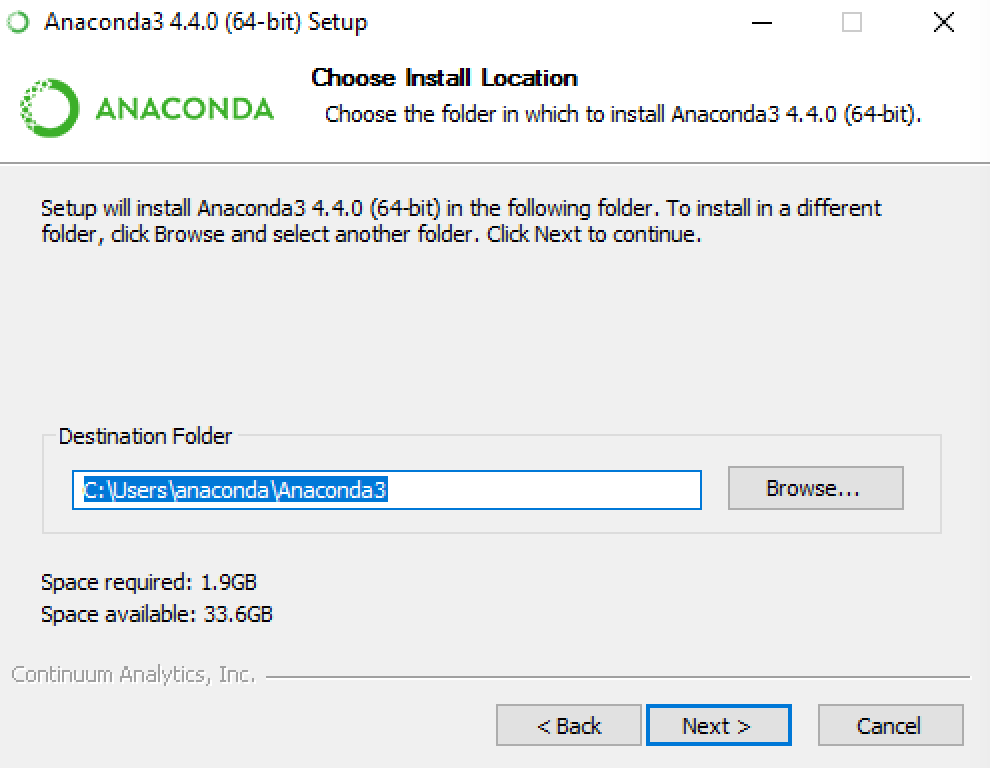 Anaconda3 4.4.0 (64-bit) Setup
ANACONDA
Choose Install Location
Choose the folder in which to install Anaconda3 4.4.0 (64-bit).
Setup will install Anaconda3 4.4.0 (64-bit) in the following folder. To install in a different
folder, click Browse and select another folder. Click Next to continue.
Destination Folder
C:\Users\anaconda\Anaconda3
Browse...
Space required: 1.9GB
Space available: 33.6GB
Continuum Analytics, Inc.
< Back
Next >
Cancel